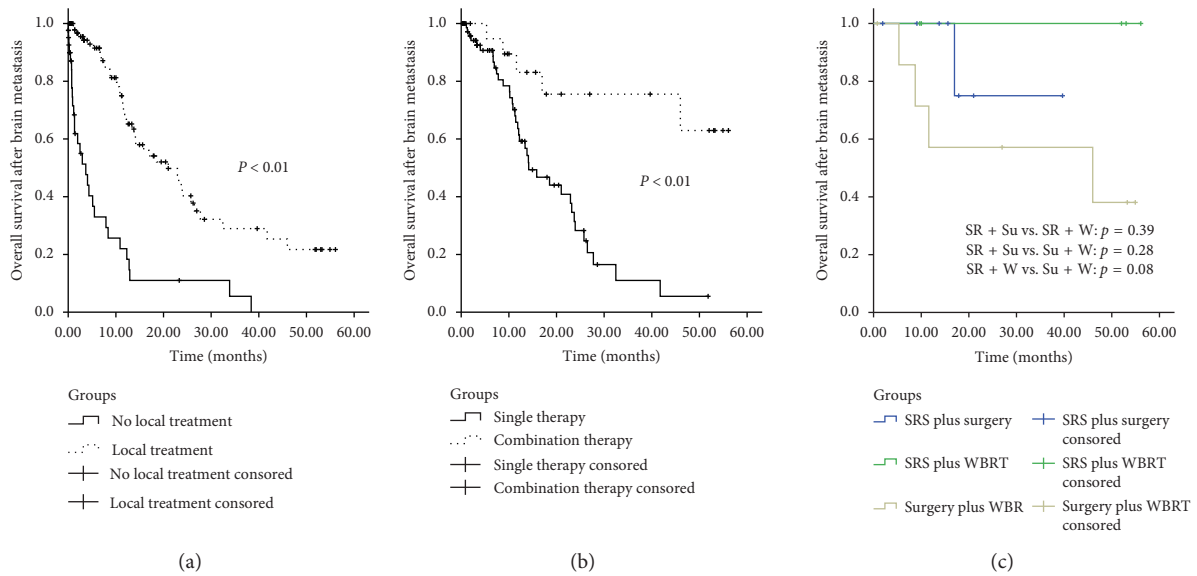 Overall survival after brain metastasis
1.0
0.8
0.6
0.4
0.2
0.0
P < 0.01
0.00 10.00 20.00 30.00 40.00 50.00 60.00
Time (months)
Groups
No local treatment
Local treatment
No local treatment consored
Local treatment consored
(a)
Overall survival after brain metastasis
1.0
0.8
0.6
0.4
0.2
0.0
P < 0.01
0.00 10.00 20.00 30.00 40.00 50.00 60.00
Time (months)
Groups
Single therapy
Combination therapy
Single therapy consored
Combination therapy consored
(b)
Overall survival after brain metastasis
1.0
0.8
0.6
0.4
0.2
0.0
SR + Su vs. SR + W: p = 0.39
SR + Su vs. Su + W: p = 0.28
SR + W vs. Su + W: p = 0.08
0.00 10.00 20.00 30.00 40.00 50.00 60.00
Time (months)
Groups
SRS plus surgery
SRS plus WBRT
Surgery plus WBR
SRS plus surgery
consored
SRS plus WBRT
consored
Surgery plus WBRT
consored
(c)